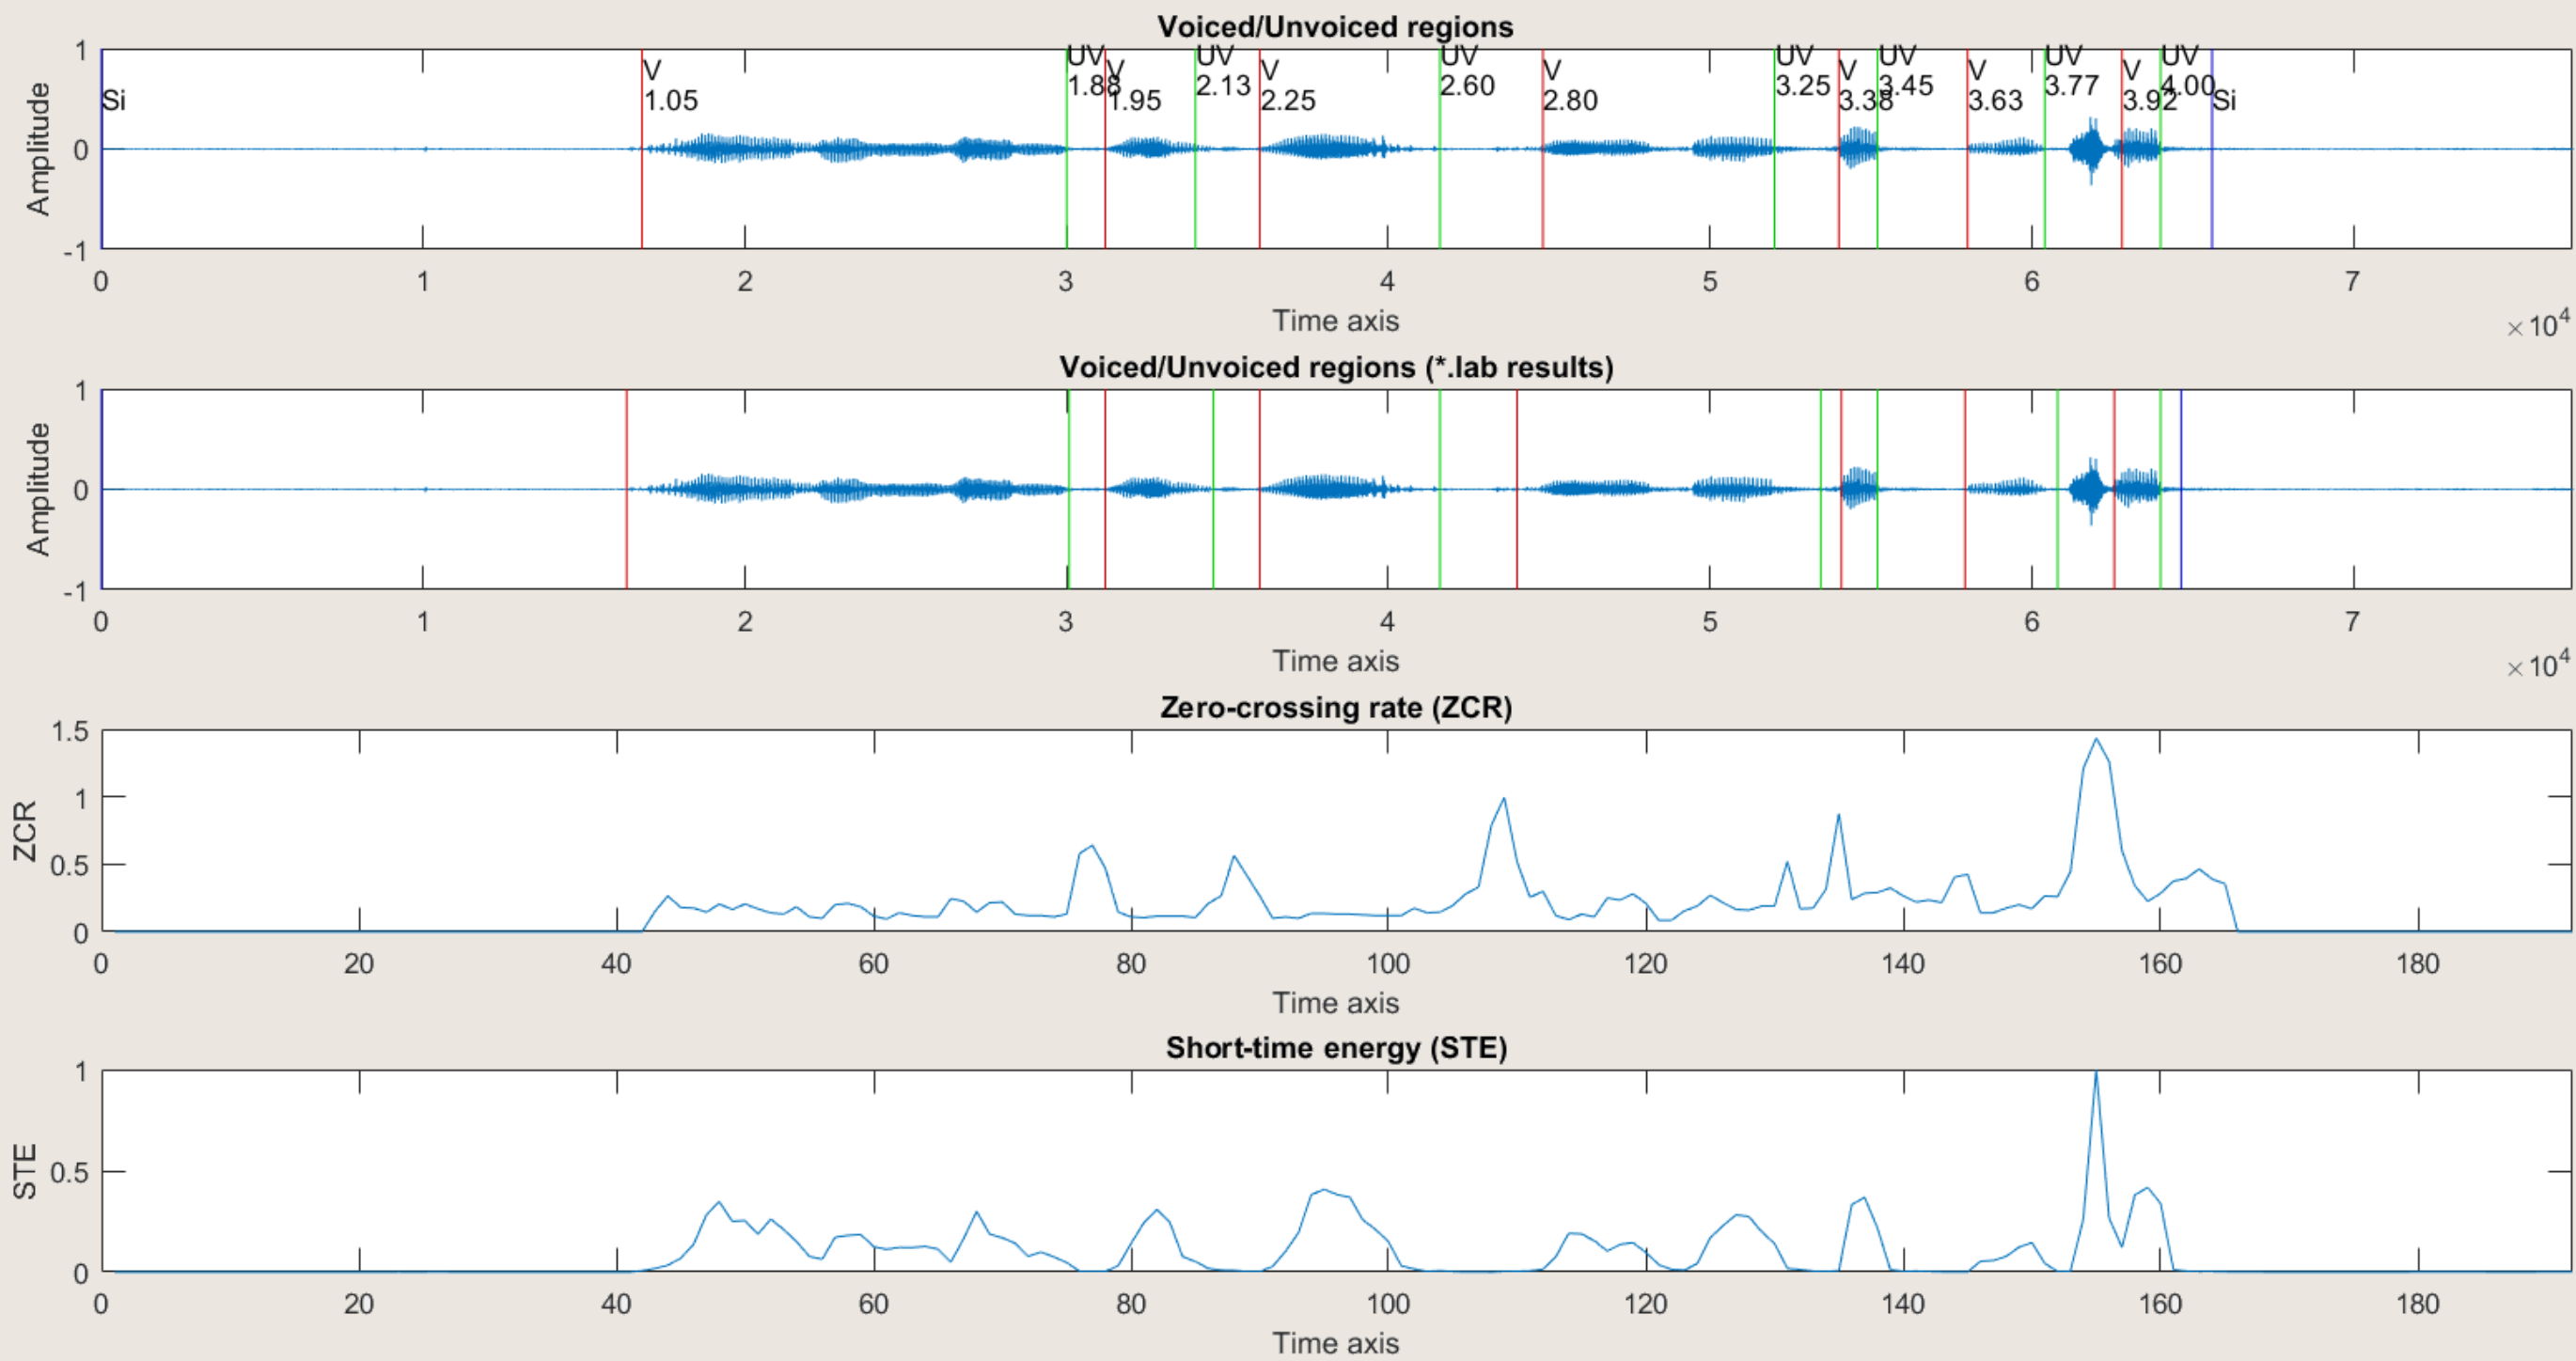 Voiced/Unvoiced regions
Amplitude
1
0
-1
Si
V
1.05
UV
1.88
V
1.95
UV
2.13
V
2.25
UV
2.60
V
2.80
UV
3.25
V
3.38
UV
3.45
V
3.63
UV
3.77
V
3.92
UV
4.00
Si
0 1 2 3 4 5 6 7
Time axis
×10⁴
Voiced/Unvoiced regions (*.lab results)
Amplitude
1
0
-1
0 1 2 3 4 5 6 7
Time axis
×10⁴
Zero-crossing rate (ZCR)
ZCR
1.5
1
0.5
0
0 20 40 60 80 100 120 140 160 180
Time axis
Short-time energy (STE)
STE
1
0.5
0
0 20 40 60 80 100 120 140 160 180
Time axis